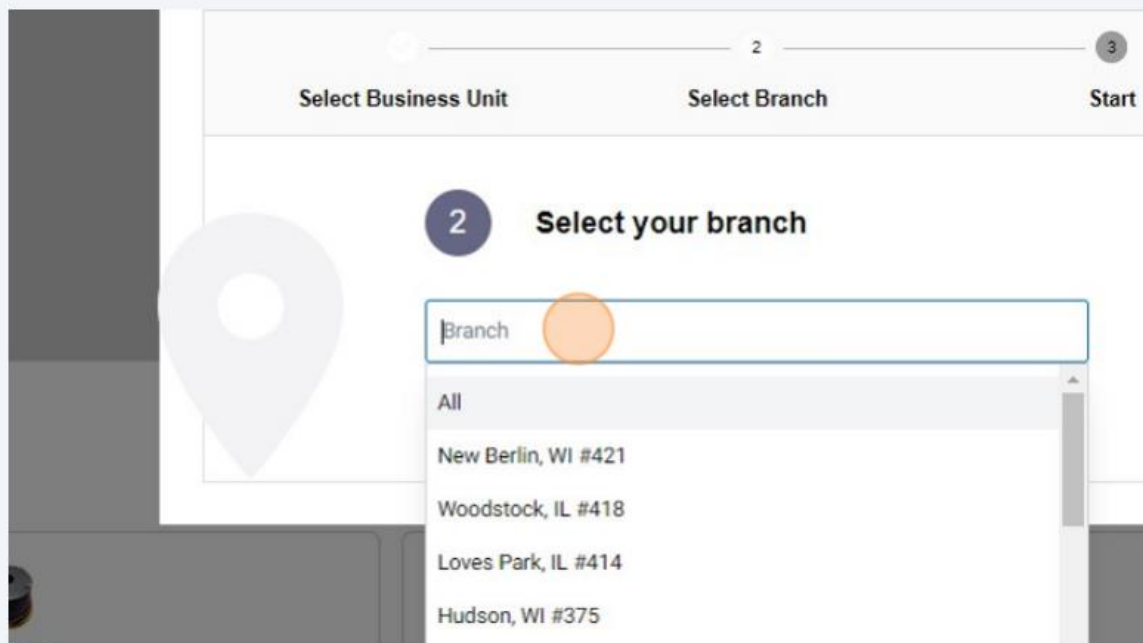 2
3
Select Business Unit
Select Branch
Start
2
Select your branch
Branch
All
New Berlin, WI #421
Woodstock, IL #418
Loves Park, IL #414
Hudson, WI #375